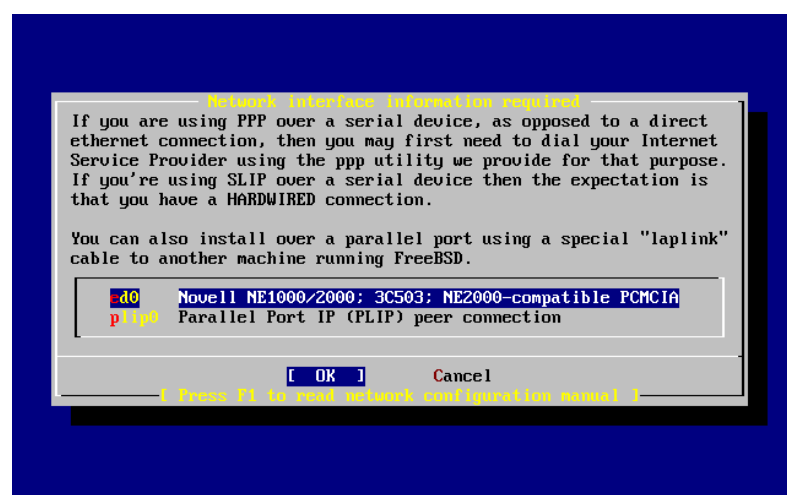 Network interface information required
If you are using PPP over a serial device, as opposed to a direct
ethernet connection, then you may first need to dial your Internet
Service Provider using the ppp utility we provide for that purpose.
If you're using SLIP over a serial device then the expectation is
that you have a HARDWIRED connection.
You can also install over a parallel port using a special "laplink"
cable to another machine running FreeBSD.
ed0 Novell NE1000/2000; 3C503; NE2000-compatible PCMCIA
plip0 Parallel Port IP (PLIP) peer connection
[ OK ] Cancel
[ Press F1 to read network configuration manual ]